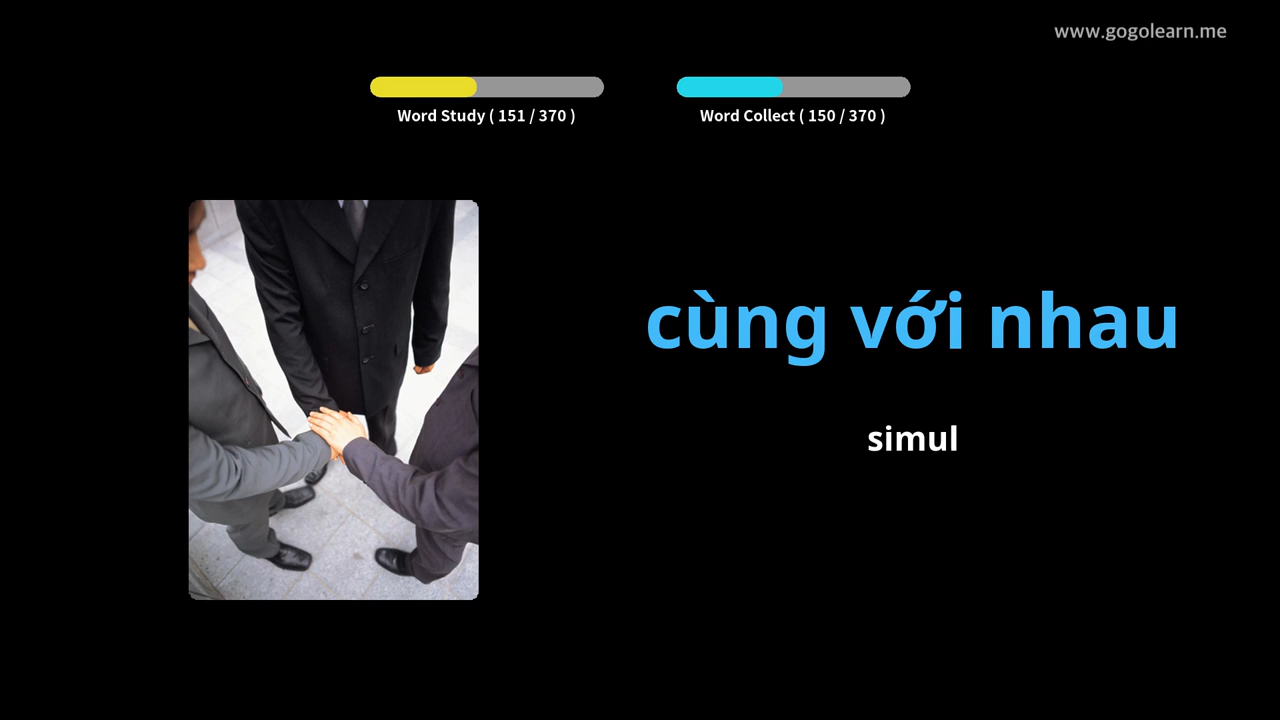 www.gogolearn.me
Word Study ( 151 / 370 )
Word Collect ( 150 / 370 )
cùng với nhau
simul